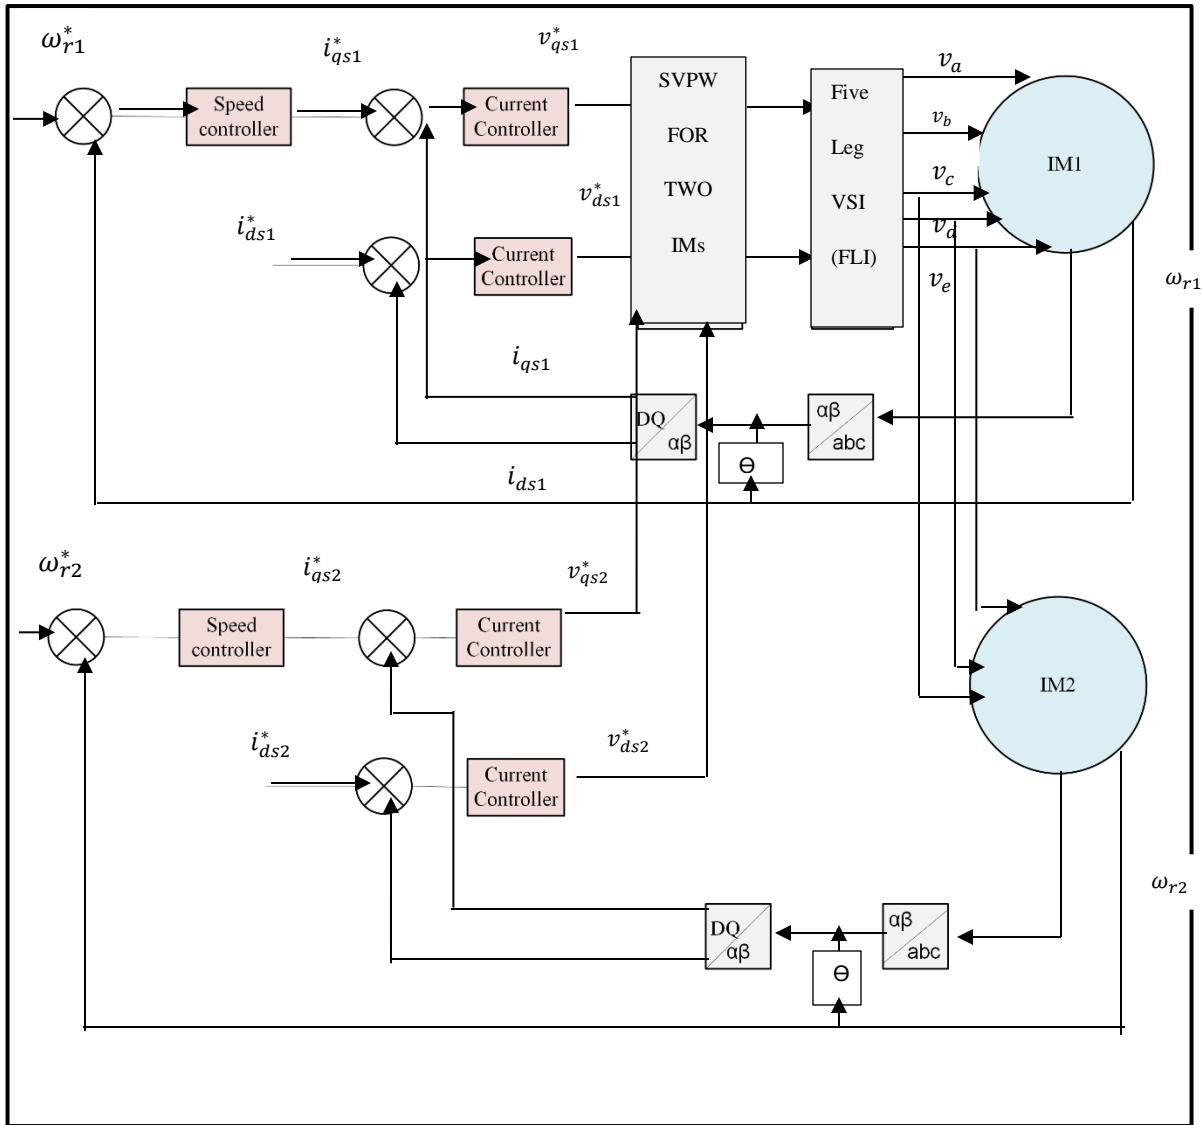 ω*r1
i*qs1
v*qs1
Speed
controller
Current
Controller
SVPW
FOR
TWO
IMs
Five
Leg
VSI
(FLI)
va
vb
vc
vd
ve
IM1
ωr1
i*ds1
v*ds1
Current
Controller
iqs1
DQ
αβ
αβ
abc
Θ
ids1
ω*r2
i*qs2
v*qs2
Speed
controller
Current
Controller
IM2
i*ds2
v*ds2
Current
Controller
ωr2
DQ
αβ
αβ
abc
Θ